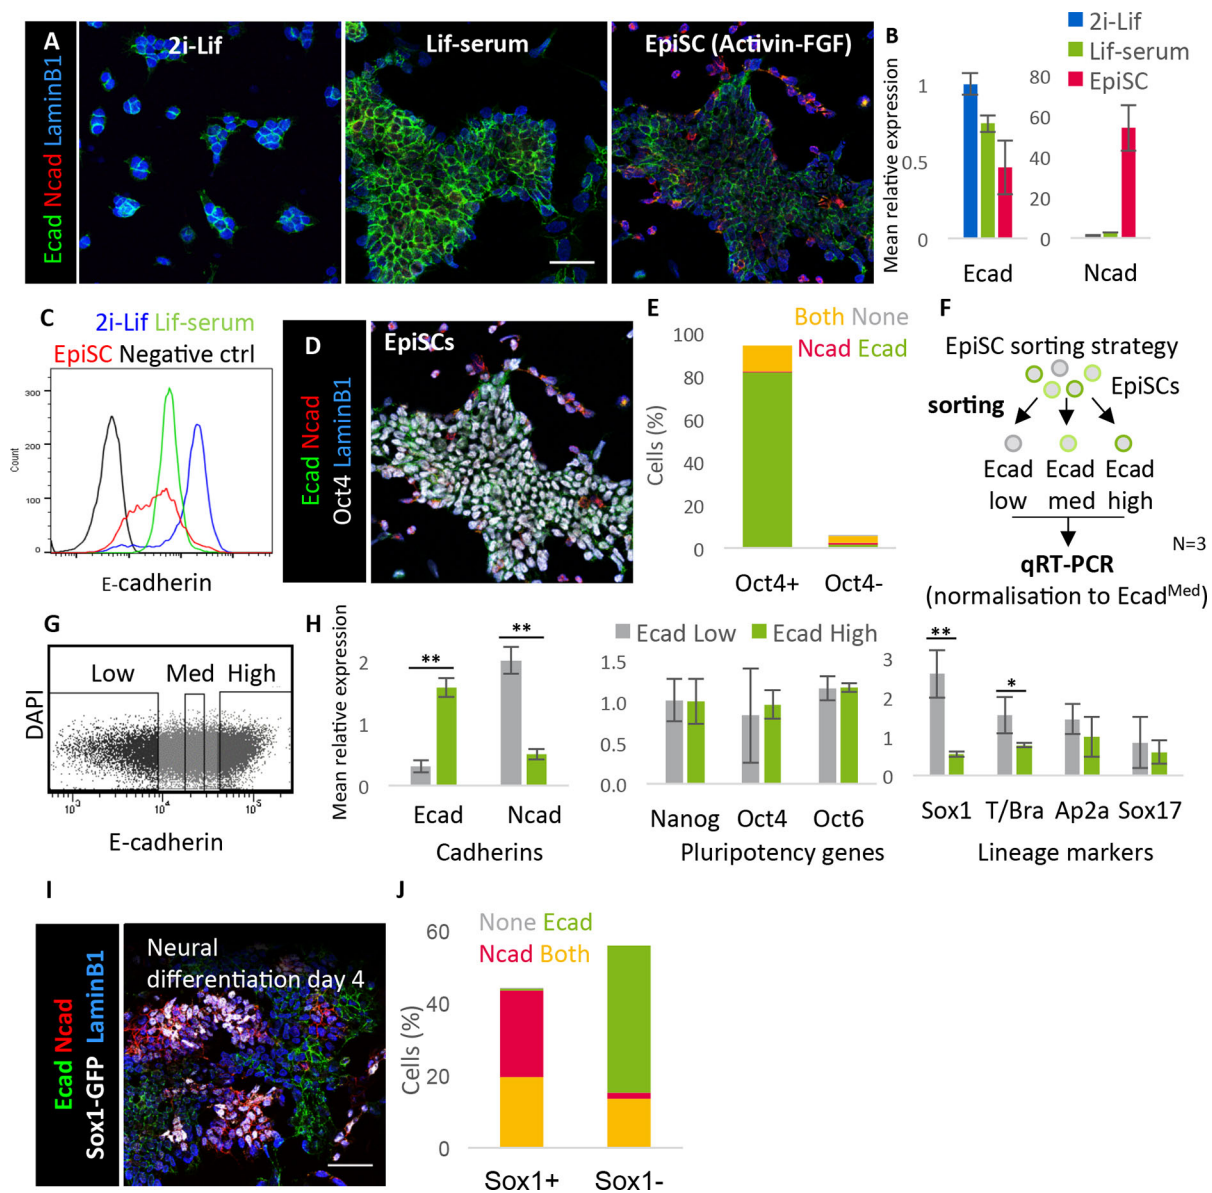 A
Ecad Ncad LaminB1
2i-Lif
Lif-serum
EpiSC (Activin-FGF)
B
2i-Lif
Lif-serum
EpiSC
Mean relative expression
1
0.5
0
Ecad
80
60
40
20
0
Ncad
C
2i-Lif Lif-serum
EpiSC Negative ctrl
Count
300
200
100
0
E-cadherin
D
Ecad Ncad
Oct4 LaminB1
EpiSCs
E
Both None
Ncad Ecad
Cells (%)
100
80
60
40
20
0
Oct4+ Oct4-
F
EpiSC sorting strategy
EpiSCs
sorting
Ecad Ecad Ecad
low med high
N=3
qRT-PCR
(normalisation to EcadMed)
G
Low Med High
DAPI
10³ 10⁴ 10⁵
E-cadherin
H
Mean relative expression
2
1
0
** **
Ecad Ncad
Cadherins
Ecad Low Ecad High
1.5
1.0
0.5
0.0
Nanog Oct4 Oct6
Pluripotency genes
3
2
1
0
**
*
Sox1 T/Bra Ap2a Sox17
Lineage markers
I
Ecad Ncad LaminB1
Sox1-GFP
Neural
differentiation day 4
J
None Ecad
Ncad Both
Cells (%)
60
40
20
0
Sox1+ Sox1-